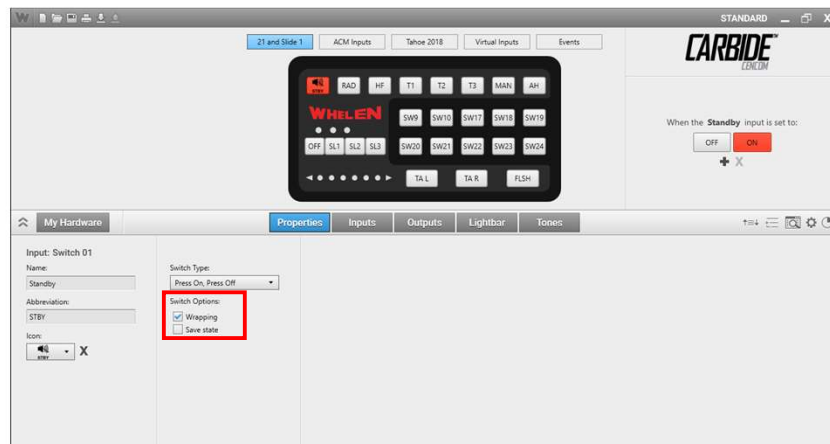 W STANDARD
21 and Slide 1 ACM Inputs Tahoe 2018 Virtual Inputs Events
CARBIDE™
CENCOM
STBY RAD HF T1 T2 T3 MAN AH
WHELEN
SW9 SW10 SW17 SW18 SW19
OFF SL1 SL2 SL3 SW20 SW21 SW22 SW23 SW24
TA L TA R FLSH
When the Standby input is set to:
OFF ON
My Hardware Properties Inputs Outputs Lightbar Tones
Input: Switch 01
Name:
Standby
Abbreviation:
STBY
Icon:
STBY X
Switch Type:
Press On, Press Off
Switch Options:
Wrapping
Save state